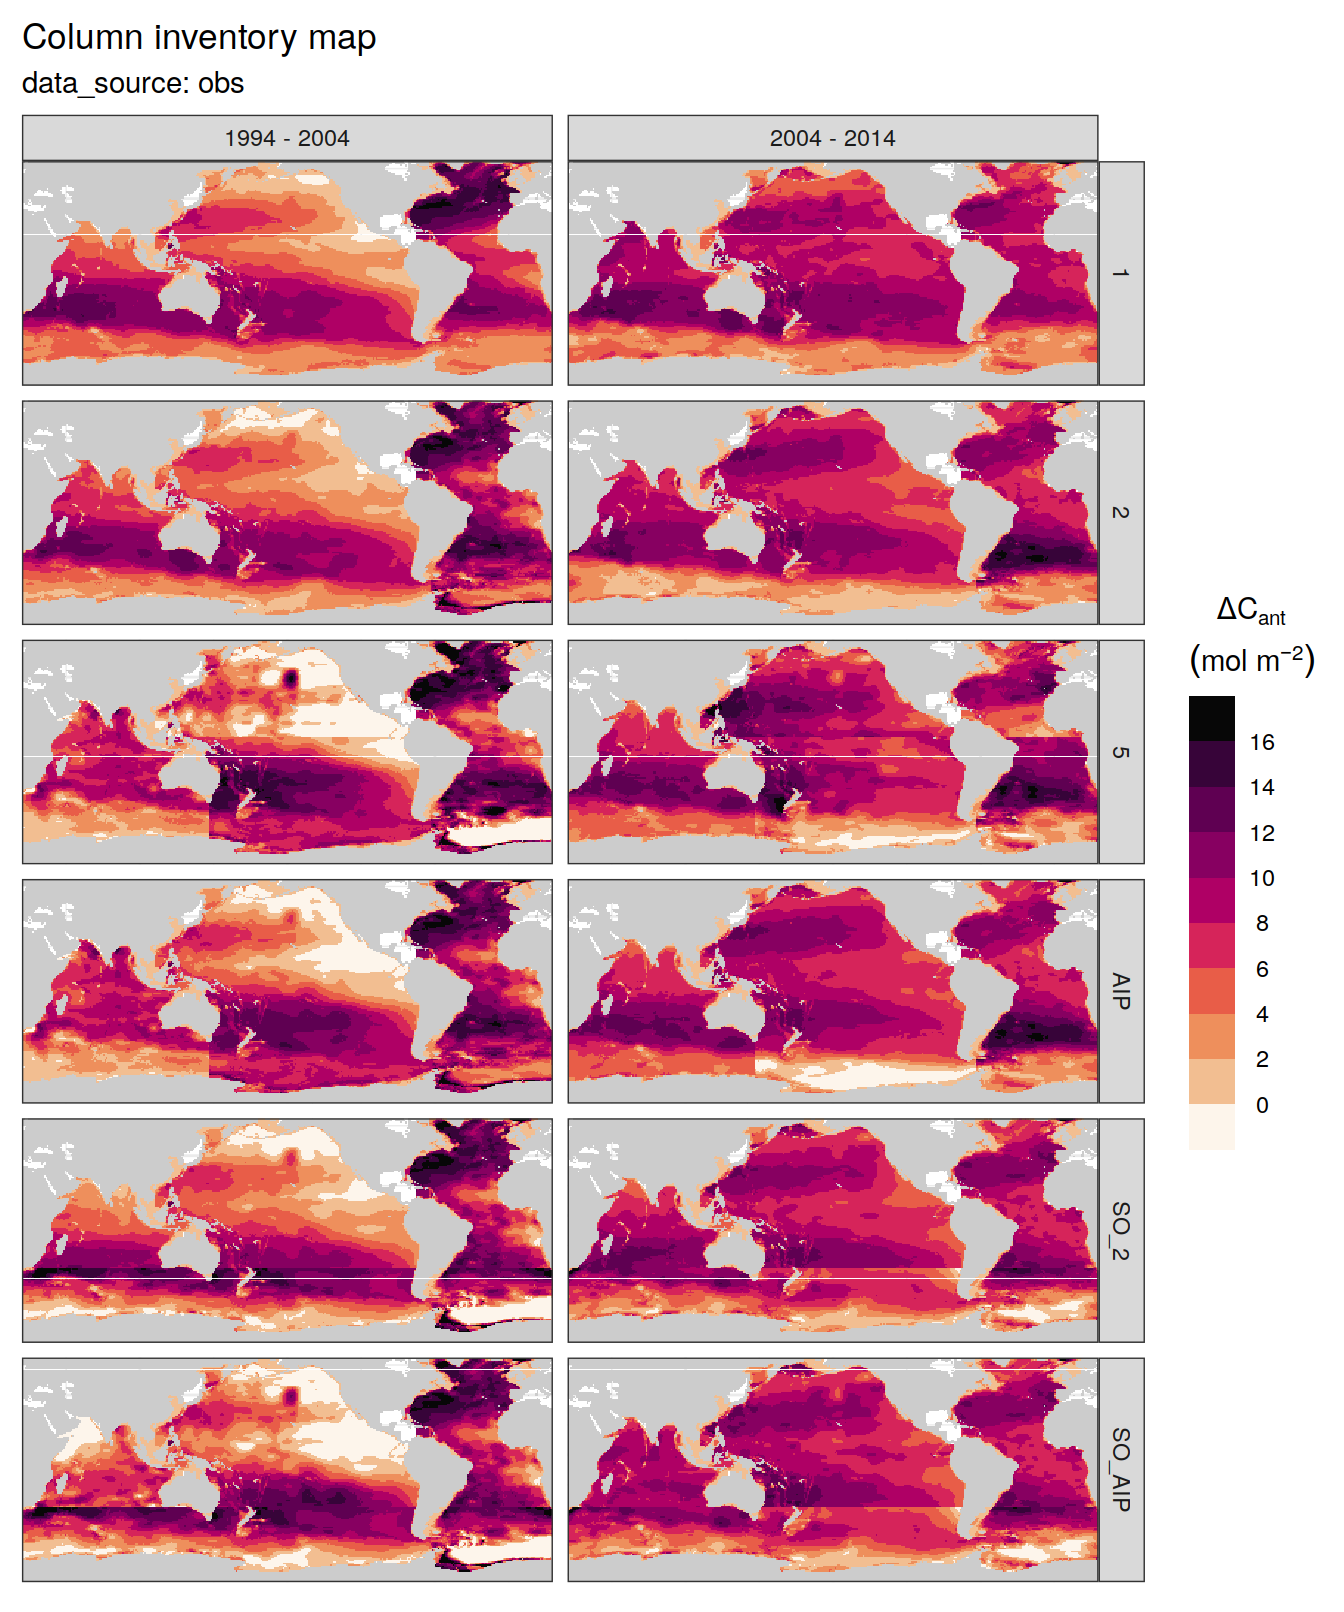 Column inventory map
data_source: obs
1994 - 2004
2004 - 2014
1
2
5
AIP
SO_2
SO_AIP
ΔCant
(mol m−2)
16
14
12
10
8
6
4
2
0